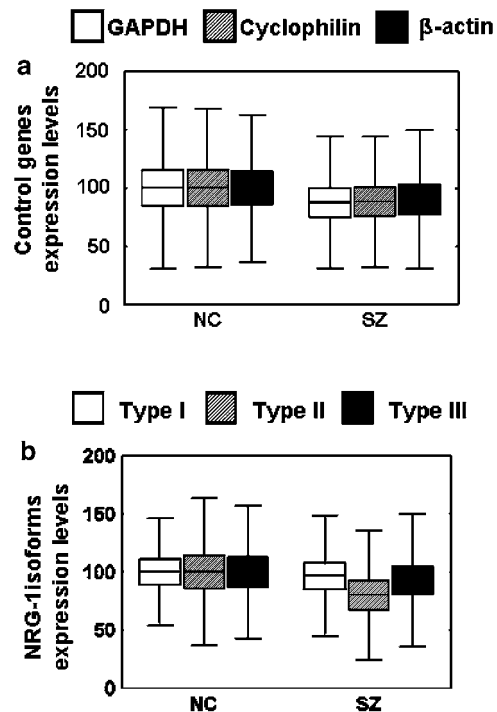 GAPDH Cyclophilin β-actin
a
Control genes
expression levels
200
150
100
50
0
NC SZ
Type I Type II Type III
b
NRG-1isoforms
expression levels
200
150
100
50
0
NC SZ